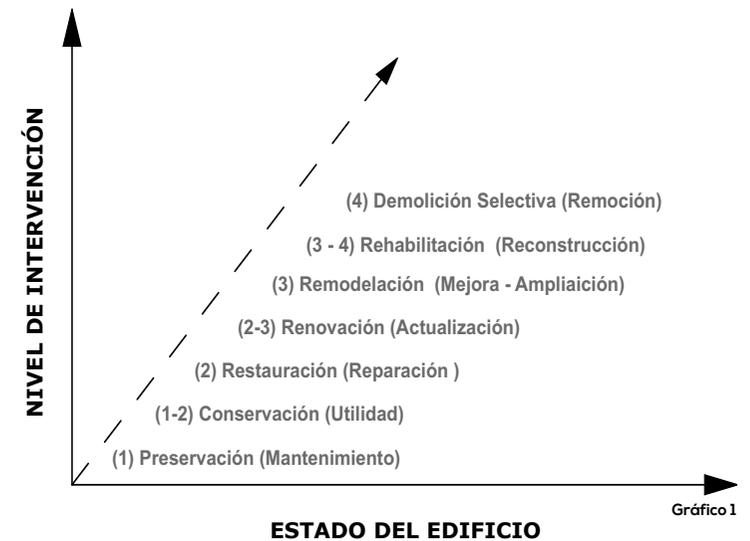 NIVEL DE INTERVENCIÓN
(4) Demolición Selectiva (Remoción)
(3 - 4) Rehabilitación (Reconstrucción)
(3) Remodelación (Mejora - Ampliaición)
(2-3) Renovación (Actualización)
(2) Restauración (Reparación )
(1-2) Conservación (Utilidad)
(1) Preservación (Mantenimiento)
Gráfico 1
ESTADO DEL EDIFICIO